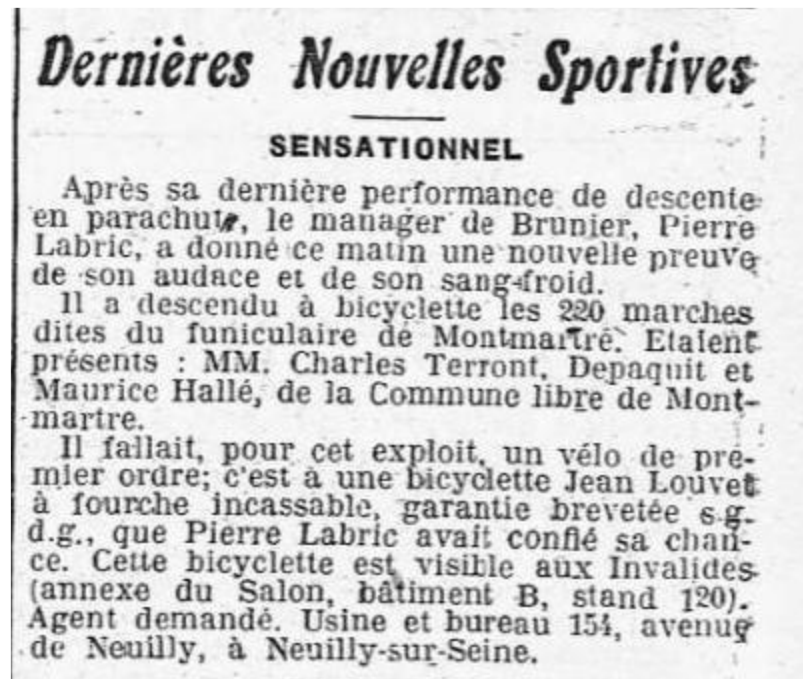 Dernières Nouvelles Sportives
SENSATIONNEL
Après sa dernière performance de descente
en parachute, le manager de Brunier, Pierre
Labric, a donné ce matin une nouvelle preuve
de son audace et de son sang-froid.
Il a descendu à bicyclette les 220 marches
dites du funiculaire de Montmartre. Etaient
présents : MM. Charles Terront, Depaquit et
Maurice Hallé, de la Commune libre de Mont-
martre.
Il fallait, pour cet exploit, un vélo de pre-
mier ordre; c'est à une bicyclette Jean Louvet
à fourche incassable, garantie brevetée s.g.
d.g., que Pierre Labric avait confié sa chan-
ce. Cette bicyclette est visible aux Invalides
(annexe du Salon, bâtiment B, stand 120).
Agent demandé. Usine et bureau 154, avenue
de Neuilly, à Neuilly-sur-Seine.